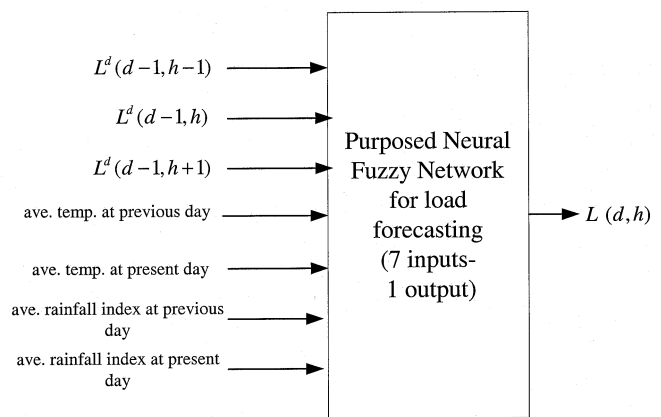 L^d (d−1, h−1)
L^d (d−1, h)
L^d (d−1, h+1)
ave. temp. at previous day
ave. temp. at present day
ave. rainfall index at previous
day
ave. rainfall index at present
day
Purposed Neural
Fuzzy Network
for load
forecasting
(7 inputs-
1 output)
L (d, h)